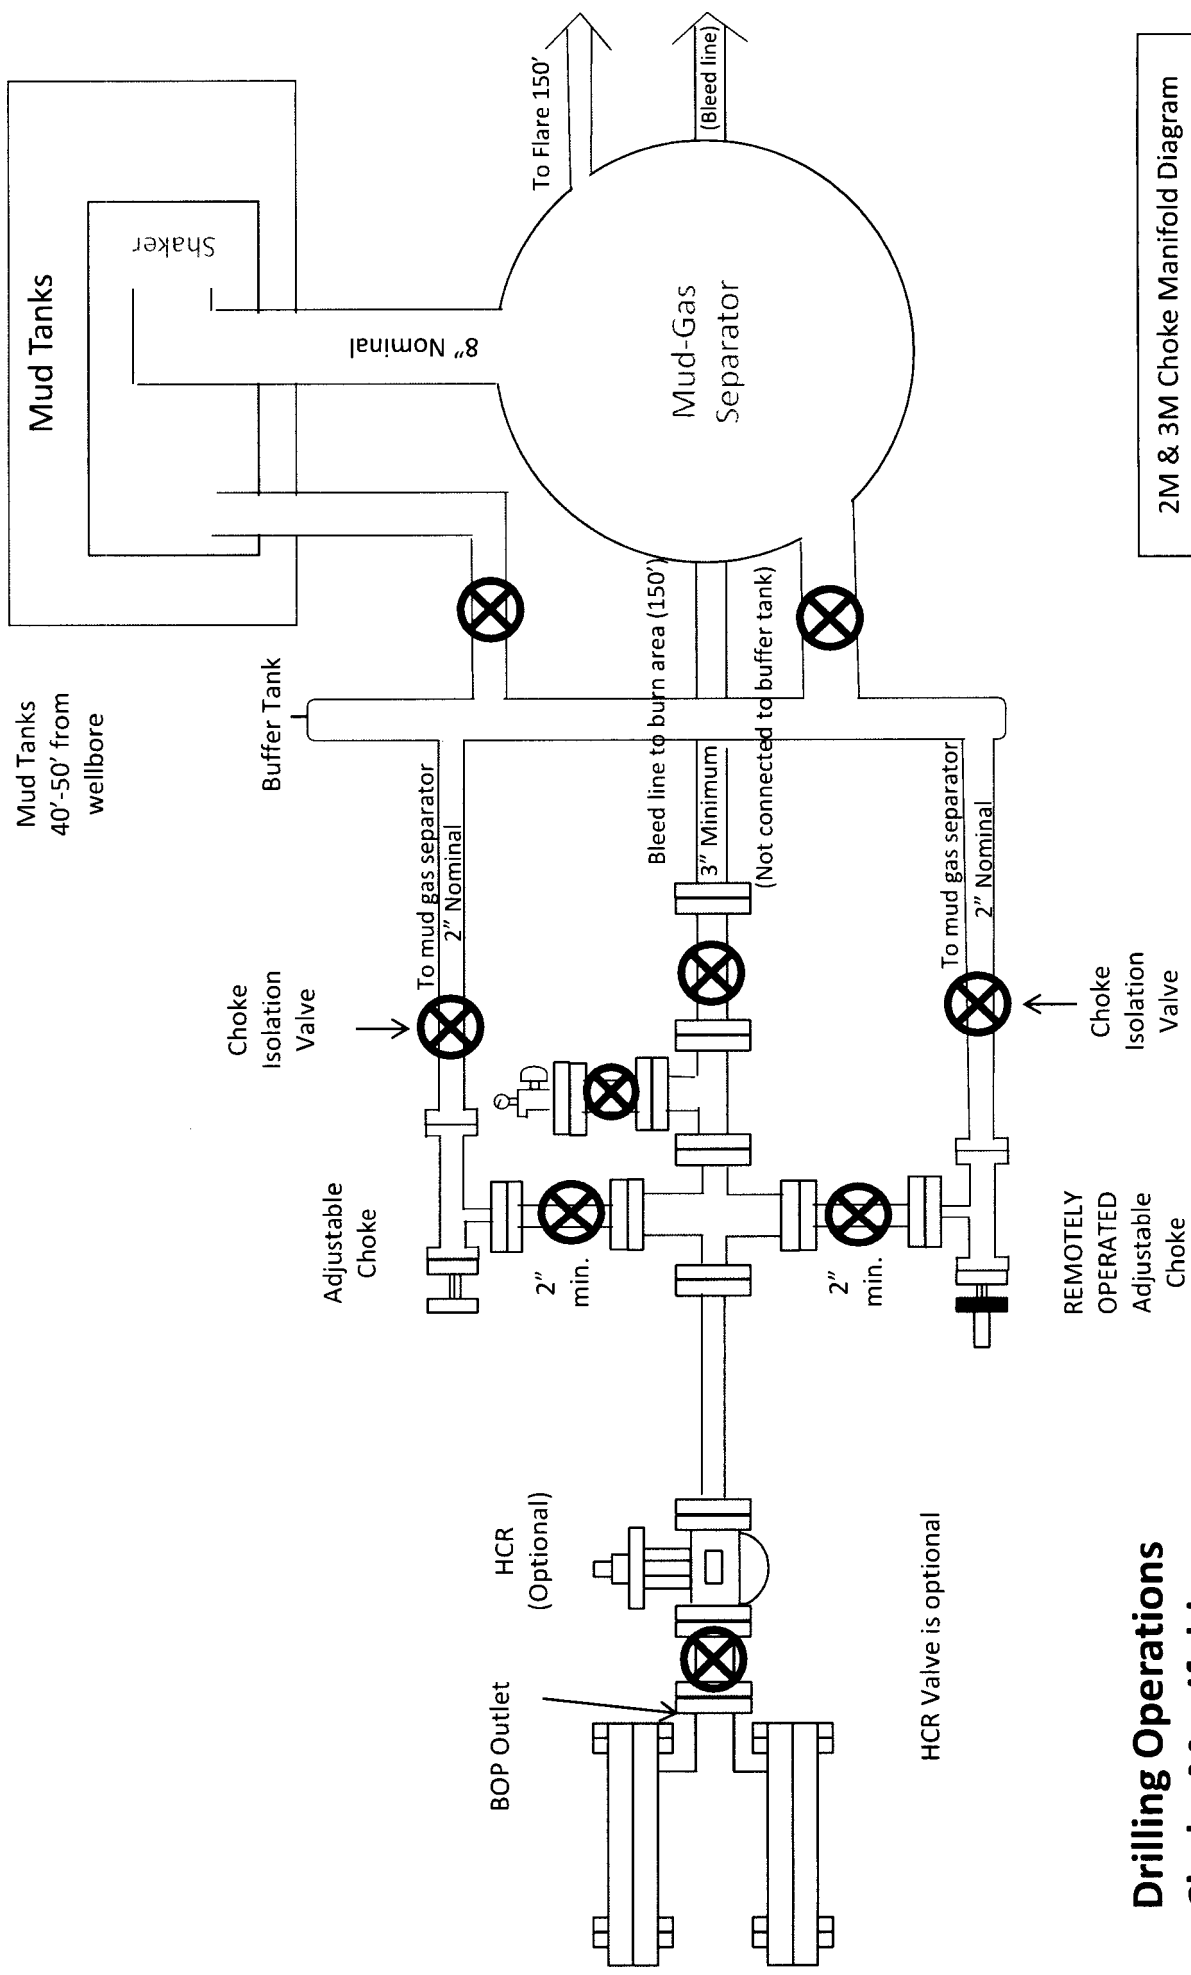 Mud Tanks
40’-50’ from
wellbore
Mud Tanks
Shaker
8” Nominal
Buffer Tank
To Flare 150’
(Bleed line)
Mud-Gas
Separator
Choke
Isolation
Valve
To mud gas separator
2” Nominal
Adjustable
Choke
Bleed line to burn area (150’)
3” Minimum
(Not connected to buffer tank)
2”
min.
2”
min.
HCR
(Optional)
BOP Outlet
HCR Valve is optional
To mud gas separator
2” Nominal
Choke
Isolation
Valve
REMOTELY
OPERATED
Adjustable
Choke
Drilling Operations
2M & 3M Choke Manifold Diagram